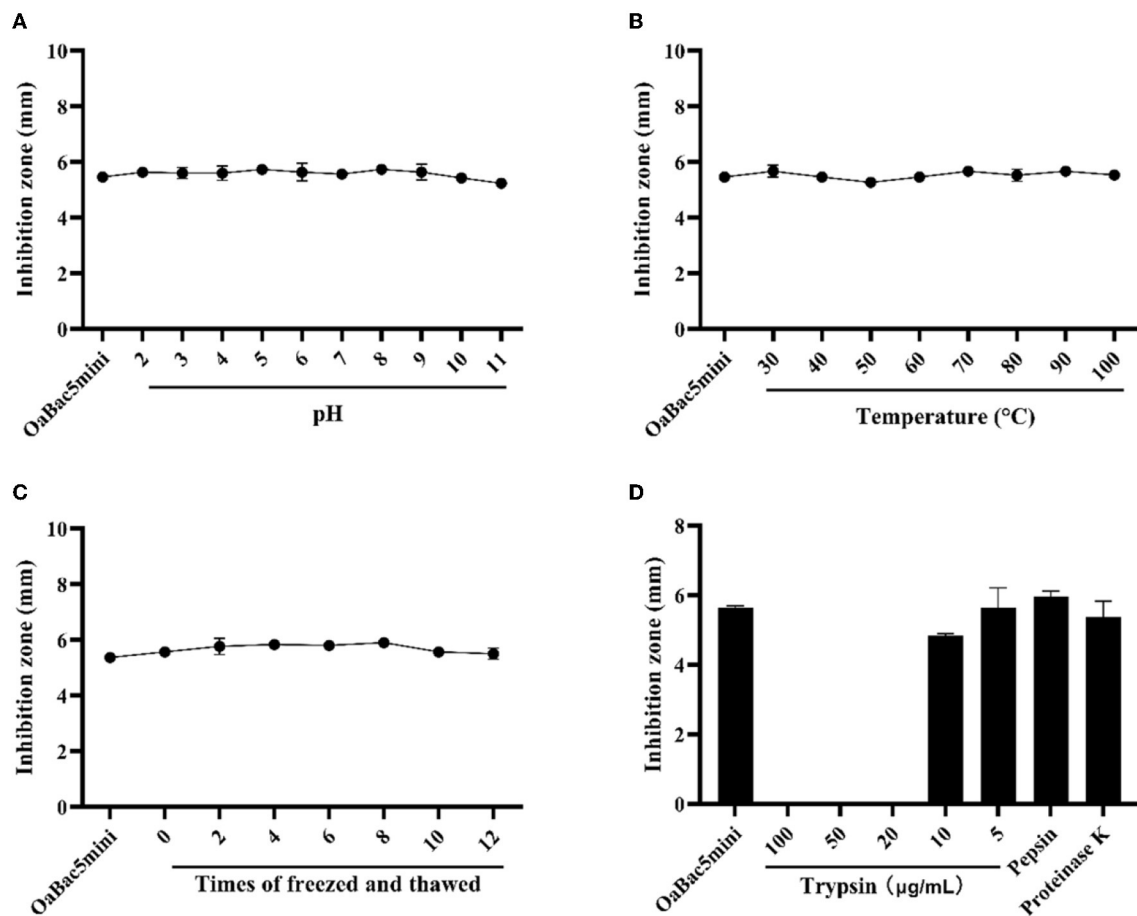 A
Inhibition zone (mm)
10
8
6
4
2
0
OaBac5mini
2
3
4
5
6
7
8
9
10
11
pH
B
Inhibition zone (mm)
10
8
6
4
2
0
OaBac5mini
30
40
50
60
70
80
90
100
Temperature (°C)
C
Inhibition zone (mm)
10
8
6
4
2
0
OaBac5mini
0
2
4
6
8
10
12
Times of freezed and thawed
D
Inhibition zone (mm)
8
6
4
2
0
OaBac5mini
100
50
20
10
5
Pepsin
Proteinase K
Trypsin（μg/mL）